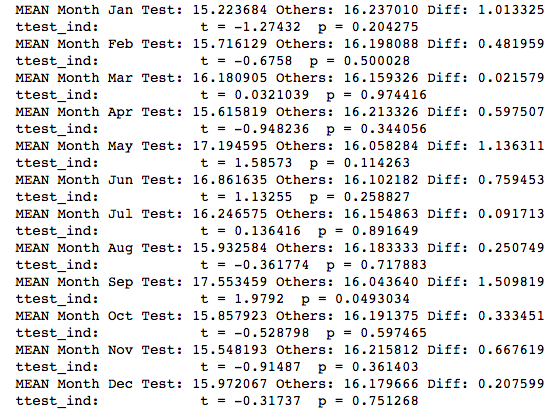 MEAN Month Jan Test: 15.223684 Others: 16.237010 Diff: 1.013325
ttest_ind: t = -1.27432 p = 0.204275
MEAN Month Feb Test: 15.716129 Others: 16.198088 Diff: 0.481959
ttest_ind: t = -0.6758 p = 0.500028
MEAN Month Mar Test: 16.180905 Others: 16.159326 Diff: 0.021579
ttest_ind: t = 0.0321039 p = 0.974416
MEAN Month Apr Test: 15.615819 Others: 16.213326 Diff: 0.597507
ttest_ind: t = -0.948236 p = 0.344056
MEAN Month May Test: 17.194595 Others: 16.058284 Diff: 1.136311
ttest_ind: t = 1.58573 p = 0.114263
MEAN Month Jun Test: 16.861635 Others: 16.102182 Diff: 0.759453
ttest_ind: t = 1.13255 p = 0.258827
MEAN Month Jul Test: 16.246575 Others: 16.154863 Diff: 0.091713
ttest_ind: t = 0.136416 p = 0.891649
MEAN Month Aug Test: 15.932584 Others: 16.183333 Diff: 0.250749
ttest_ind: t = -0.361774 p = 0.717883
MEAN Month Sep Test: 17.553459 Others: 16.043640 Diff: 1.509819
ttest_ind: t = 1.9792 p = 0.0493034
MEAN Month Oct Test: 15.857923 Others: 16.191375 Diff: 0.333451
ttest_ind: t = -0.528798 p = 0.597465
MEAN Month Nov Test: 15.548193 Others: 16.215812 Diff: 0.667619
ttest_ind: t = -0.91487 p = 0.361403
MEAN Month Dec Test: 15.972067 Others: 16.179666 Diff: 0.207599
ttest_ind: t = -0.31737 p = 0.751268